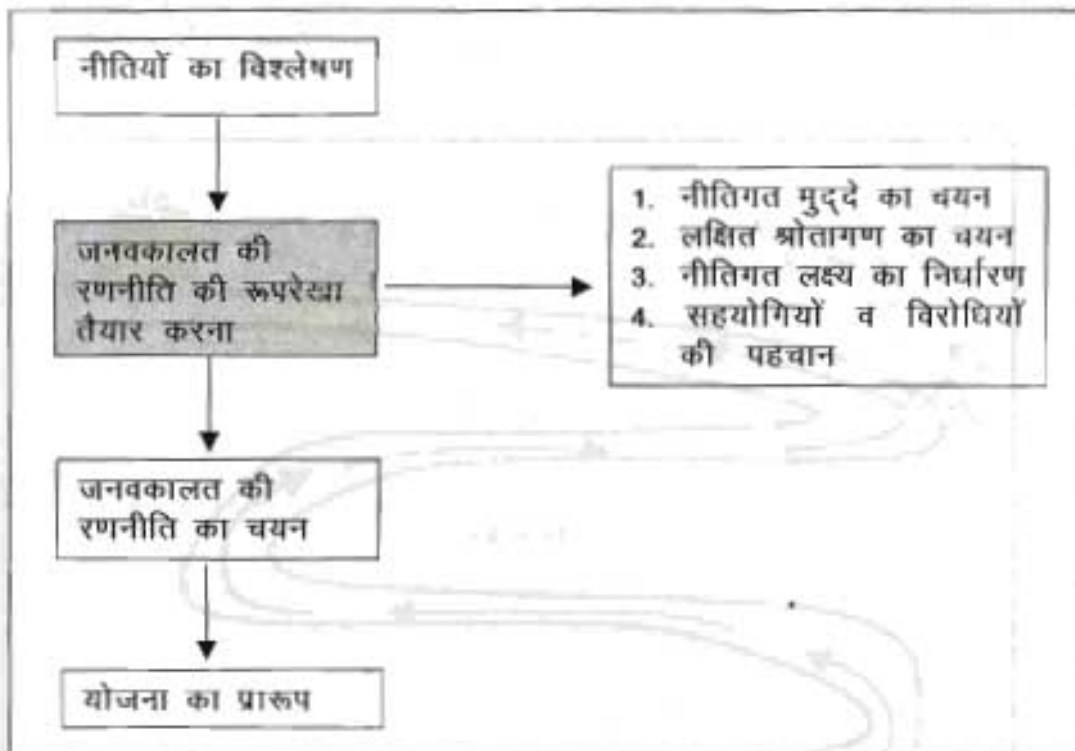 नीतियों का विश्लेषण
जनवकालत की
रणनीति की रूपरेखा
तैयार करना
1. नीतिगत मुद्दे का चयन
2. लक्षित श्रोतागण का चयन
3. नीतिगत लक्ष्य का निर्धारण
4. सहयोगियों व विरोधियों
की पहचान
जनवकालत की
रणनीति का चयन
योजना का प्रारूप